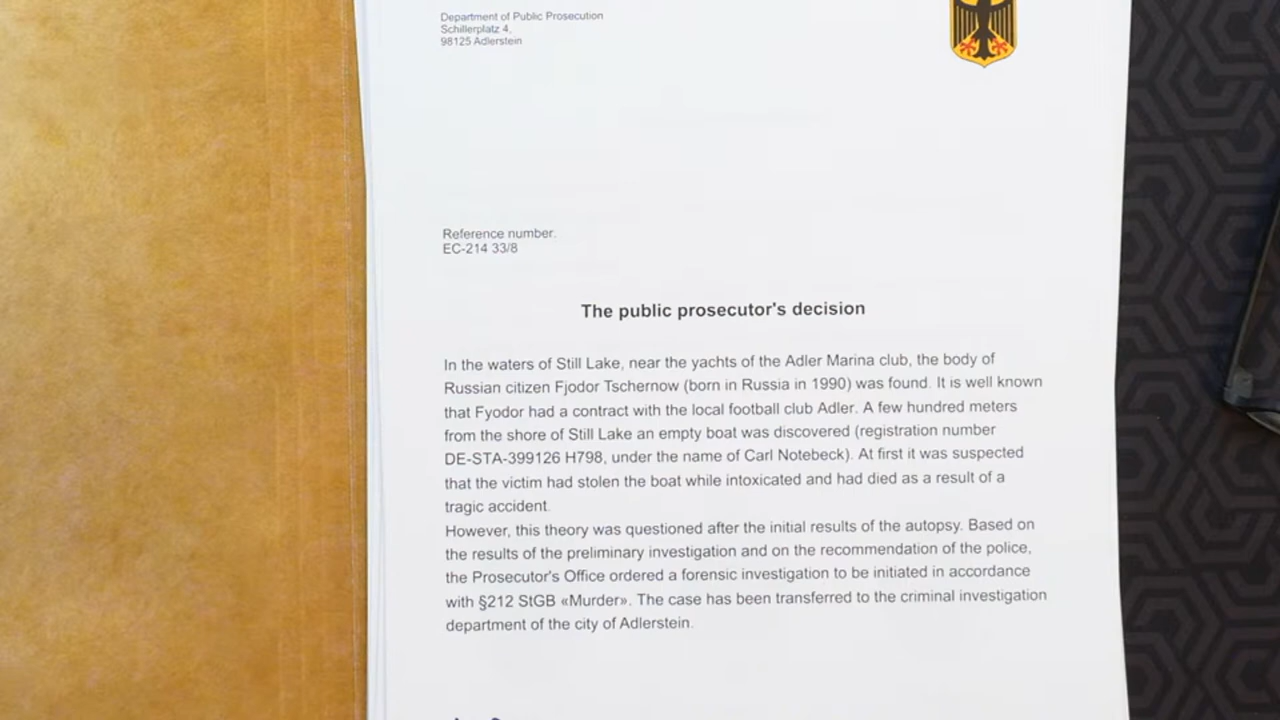 Department of Public Prosecution
Schillerplatz 4,
98125 Adlerstein
Reference number.
EC-214 33/8
The public prosecutor's decision
In the waters of Still Lake, near the yachts of the Adler Marina club, the body of
Russian citizen Fjodor Tschernow (born in Russia in 1990) was found. It is well known
that Fyodor had a contract with the local football club Adler. A few hundred meters
from the shore of Still Lake an empty boat was discovered (registration number
DE-STA-399126 H798, under the name of Carl Notebeck). At first it was suspected
that the victim had stolen the boat while intoxicated and had died as a result of a
tragic accident.
However, this theory was questioned after the initial results of the autopsy. Based on
the results of the preliminary investigation and on the recommendation of the police,
the Prosecutor's Office ordered a forensic investigation to be initiated in accordance
with §212 StGB «Murder». The case has been transferred to the criminal investigation
department of the city of Adlerstein.